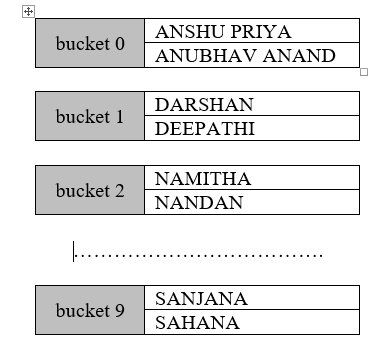 bucket 0
ANSHU PRIYA
ANUBHAV ANAND
bucket 1
DARSHAN
DEEPATHI
bucket 2
NAMITHA
NANDAN
.....................................
bucket 9
SANJANA
SAHANA